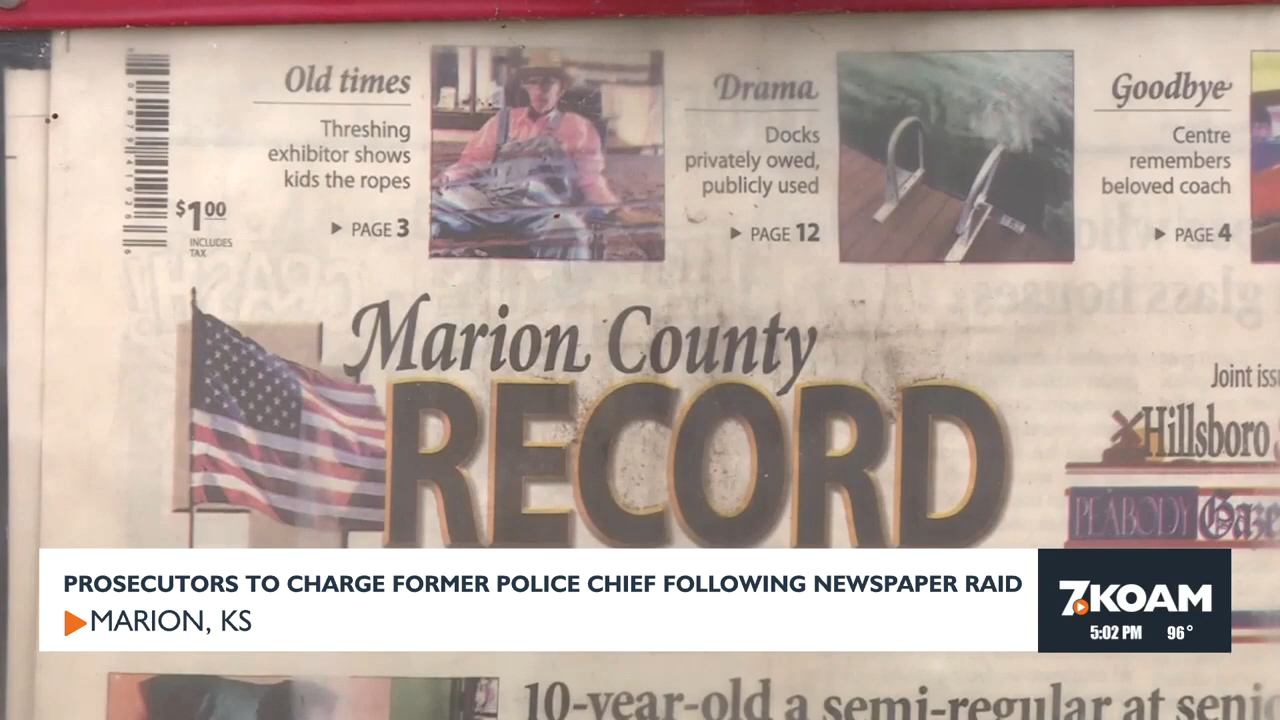 Old times
Threshing
exhibitor shows
kids the ropes
PAGE 3
$1.00
INCLUDES
TAX
Drama
Docks
privately owed,
publicly used
PAGE 12
Goodbye
Centre
remembers
beloved coach
PAGE 4
Marion County
RECORD
Joint iss
Hillsboro
PEABODY Gaze
PROSECUTORS TO CHARGE FORMER POLICE CHIEF FOLLOWING NEWSPAPER RAID
MARION, KS
7KOAM
5:02 PM 96°
10-year-old a semi-regular at senio